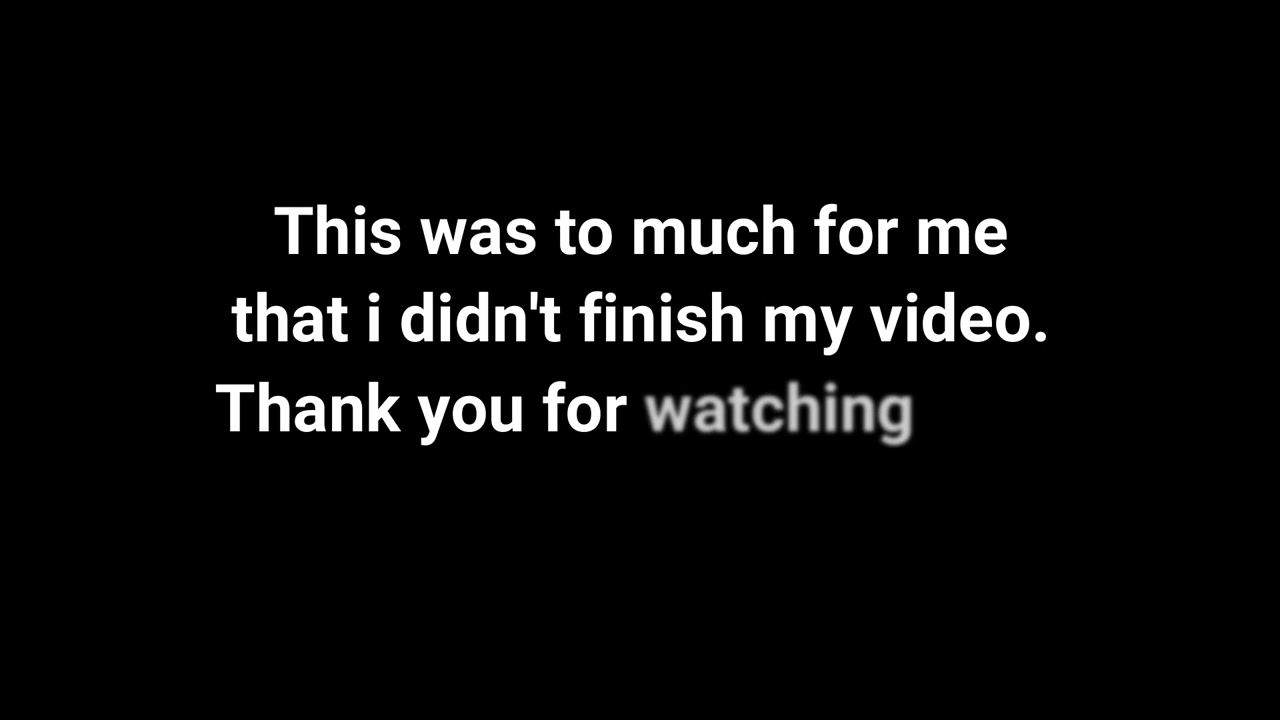 This was to much for me
that i didn't finish my video.
Thank you for watching